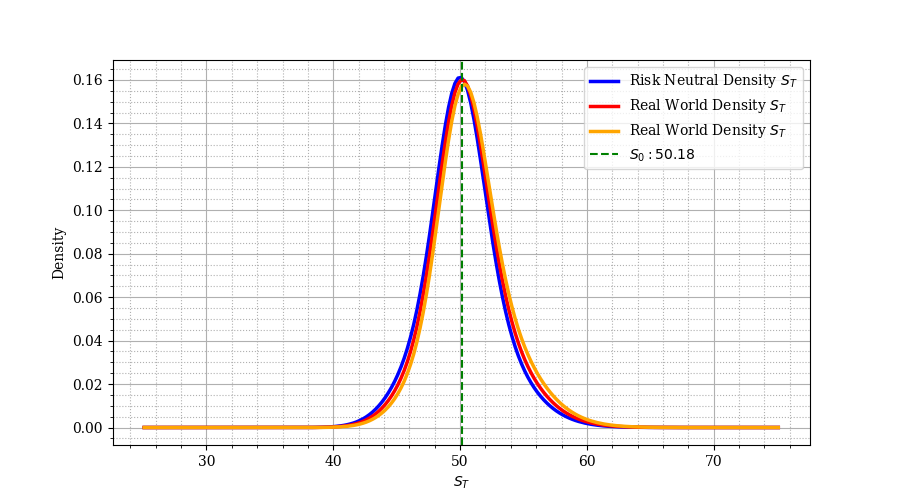 Risk Neutral Density S_T
Real World Density S_T
Real World Density S_T
S_0 : 50.18
Density
0.16
0.14
0.12
0.10
0.08
0.06
0.04
0.02
0.00
30 40 50 60 70
S_T